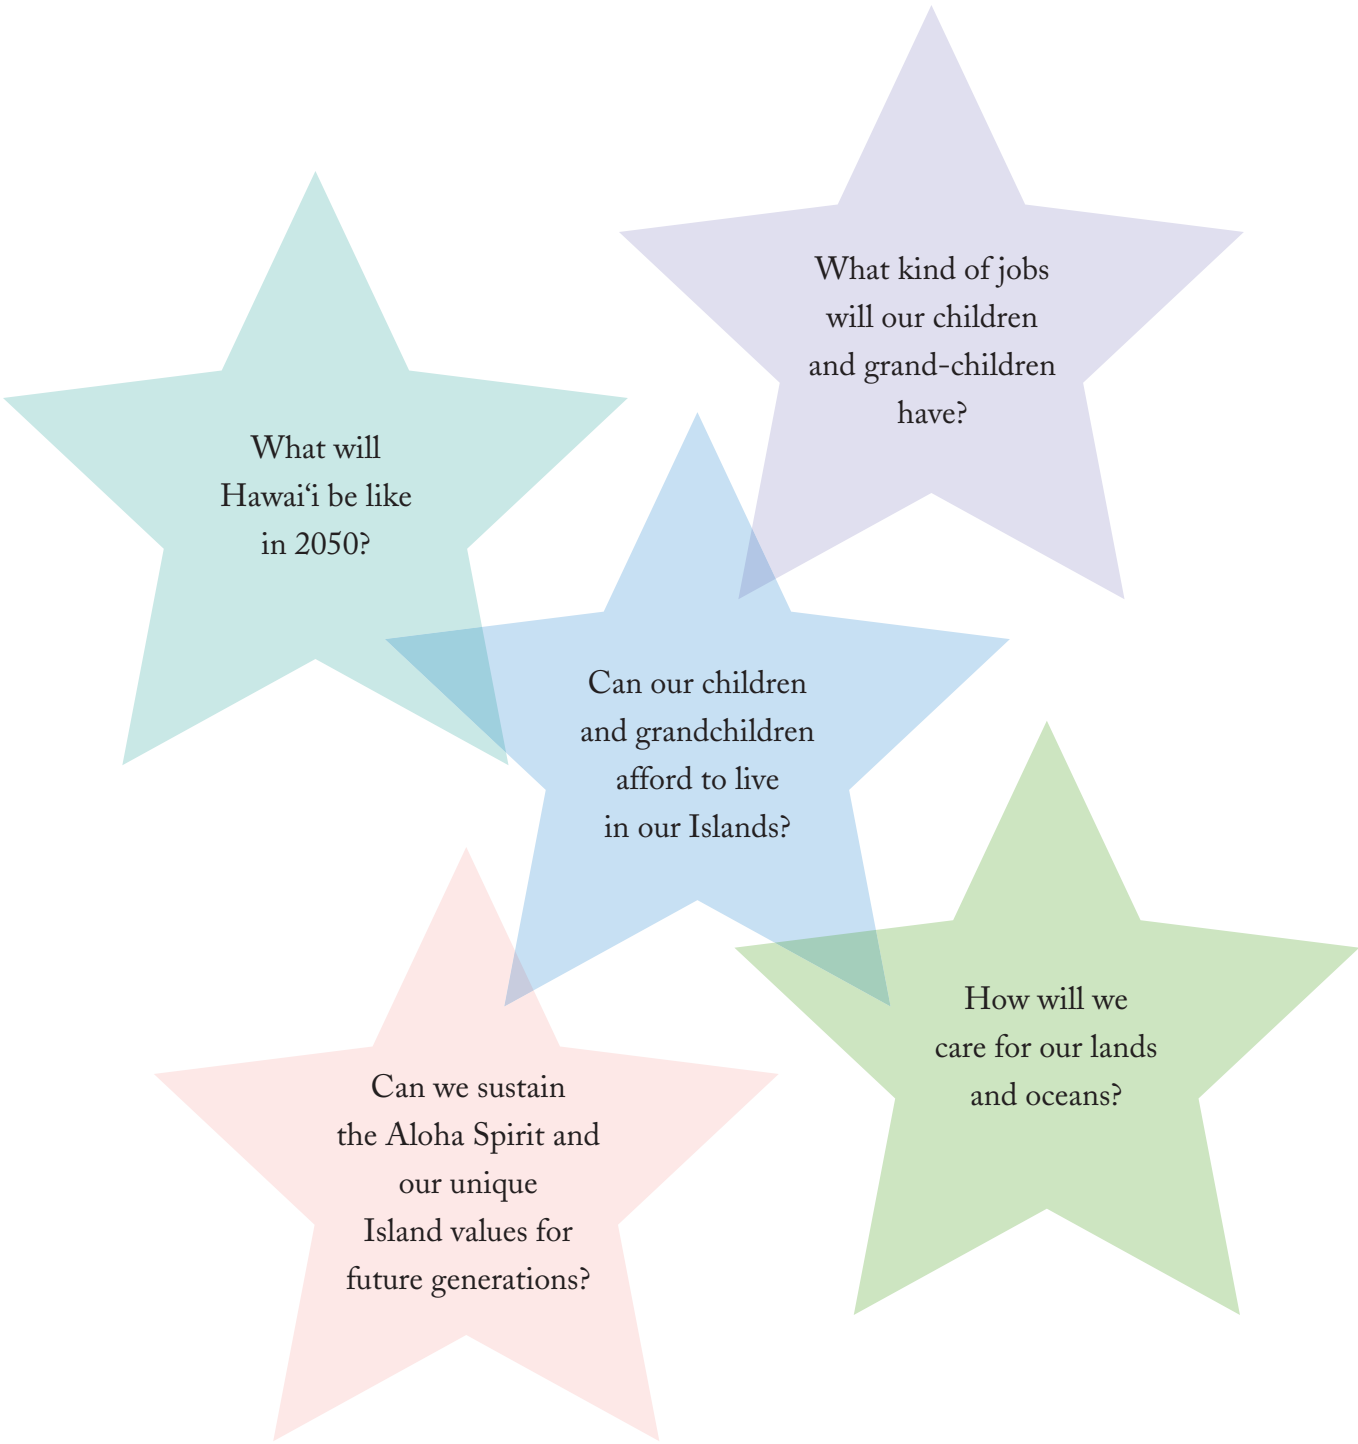 What kind of jobs
will our children
and grand-children
have?
What will
Hawai‘i be like
in 2050?
Can our children
and grandchildren
afford to live
in our Islands?
How will we
care for our lands
and oceans?
Can we sustain
the Aloha Spirit and
our unique
Island values for
future generations?